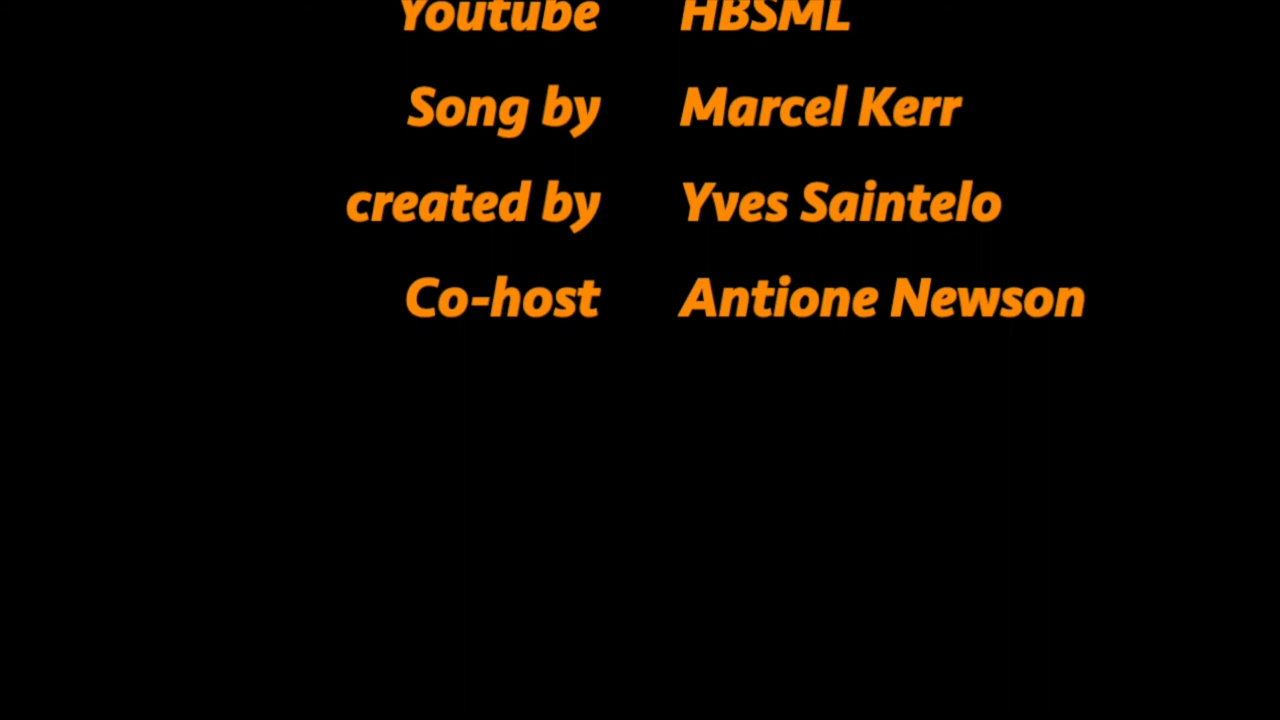 Youtube HBSML
Song by Marcel Kerr
created by Yves Saintelo
Co-host Antione Newson